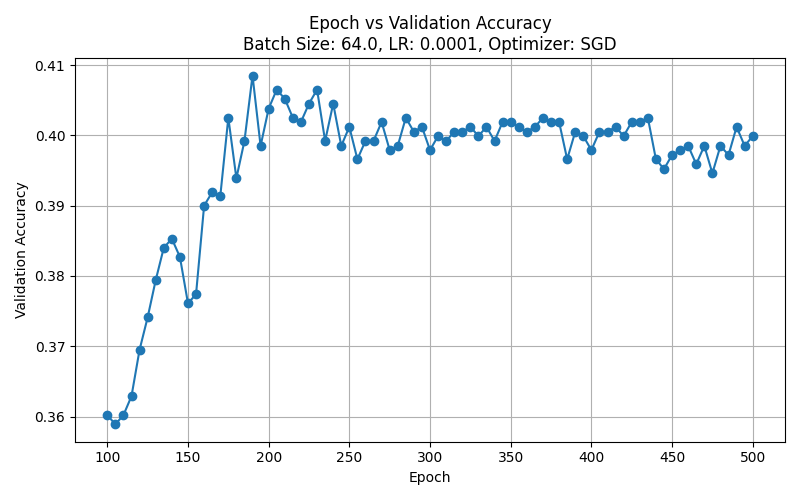 Epoch vs Validation Accuracy
Batch Size: 64.0, LR: 0.0001, Optimizer: SGD
Validation Accuracy
0.41
0.40
0.39
0.38
0.37
0.36
100 150 200 250 300 350 400 450 500
Epoch